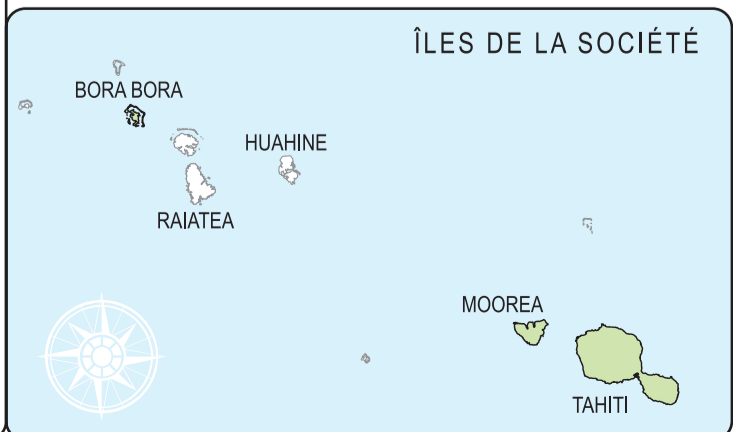 ÎLES DE LA SOCIÉTÉ
BORA BORA
HUAHINE
RAIATEA
MOOREA
TAHITI